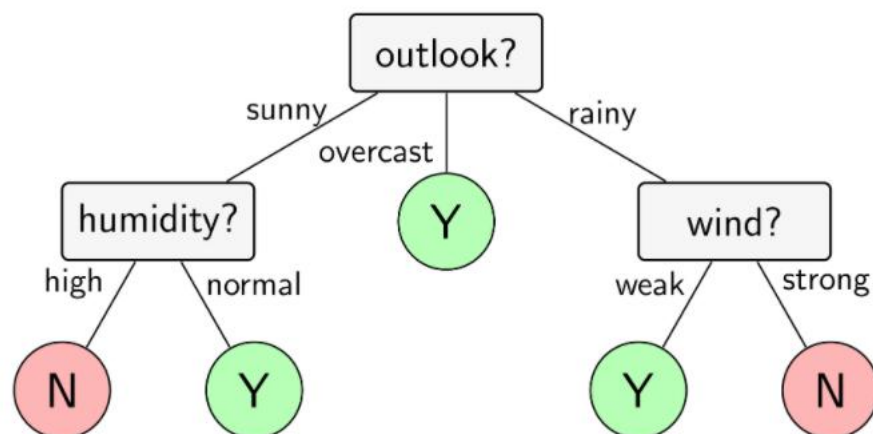 outlook?
sunny
overcast
rainy
humidity?
Y
wind?
high
normal
weak
strong
N
Y
Y
N